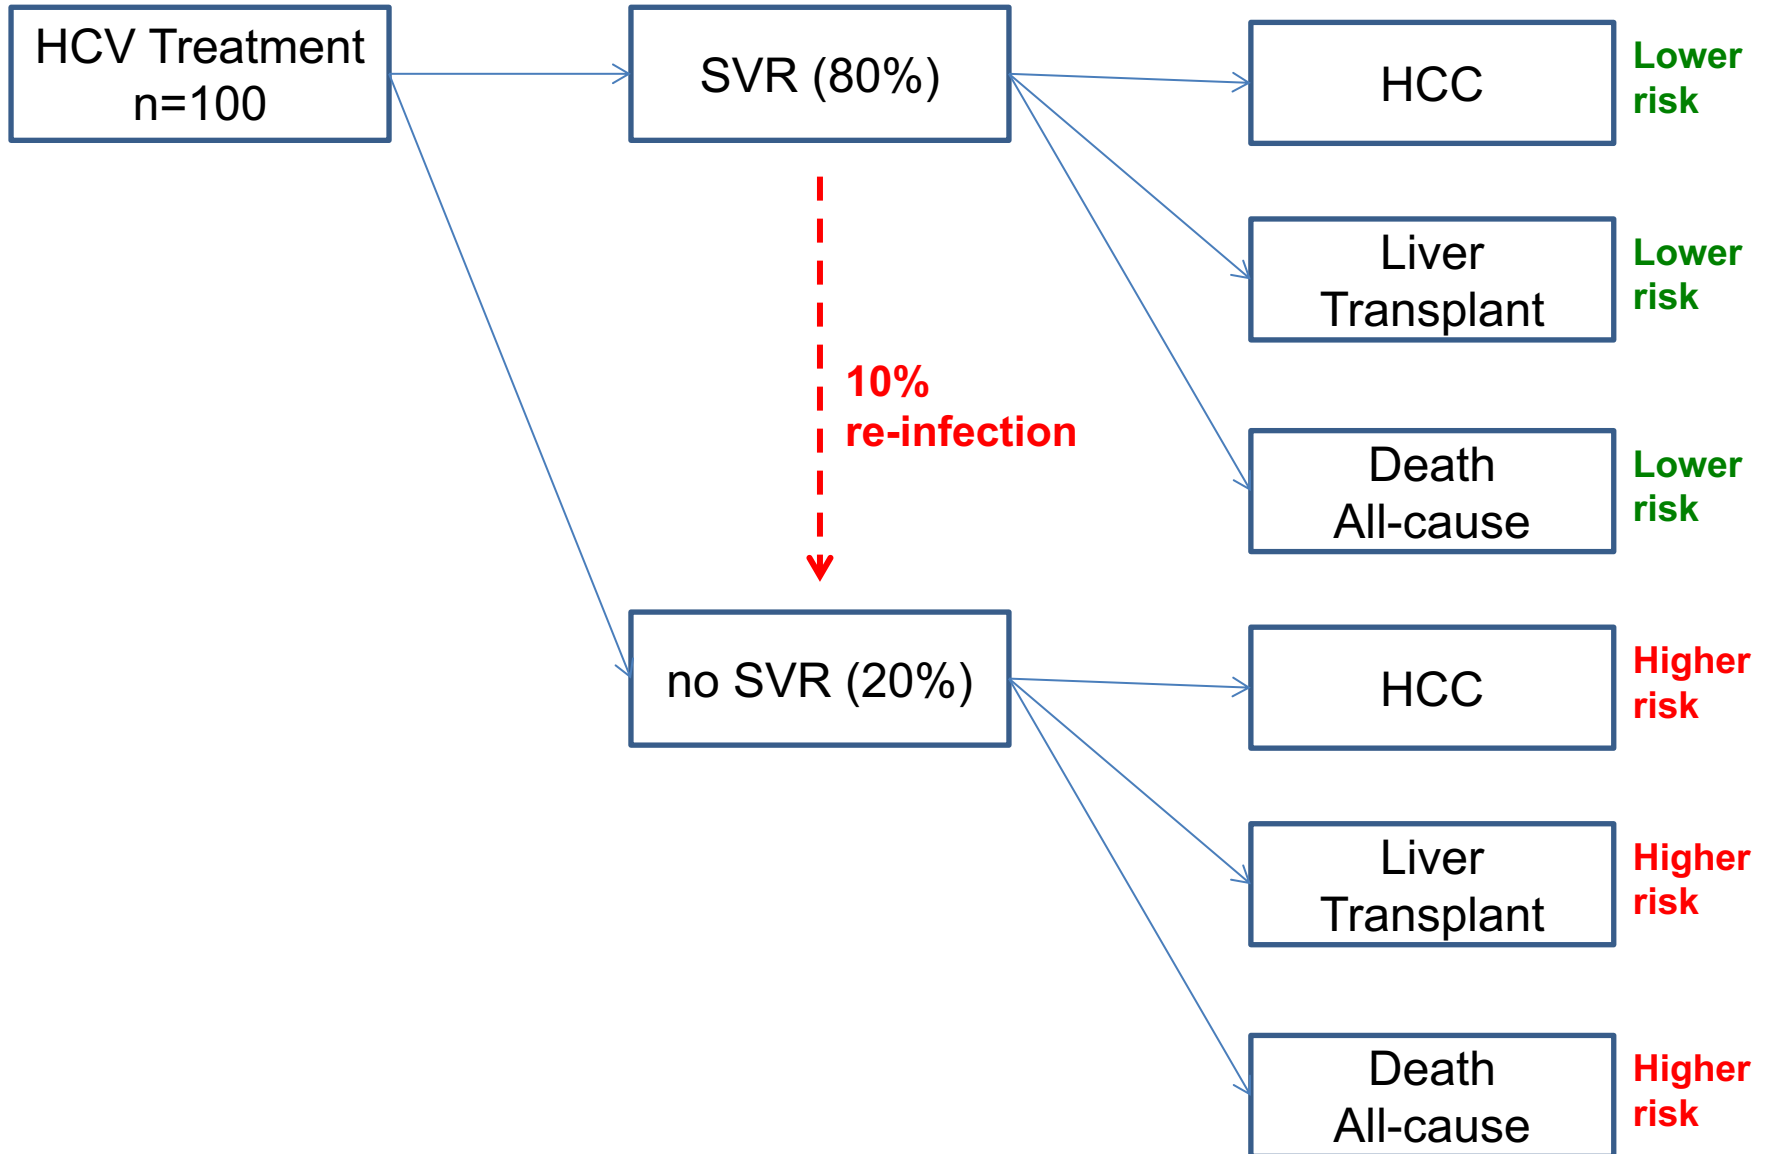 HCV Treatment
n=100
SVR (80%)
HCC
Lower
risk
Liver
Transplant
Lower
risk
10%
re-infection
Death
All-cause
Lower
risk
no SVR (20%)
HCC
Higher
risk
Liver
Transplant
Higher
risk
Death
All-cause
Higher
risk